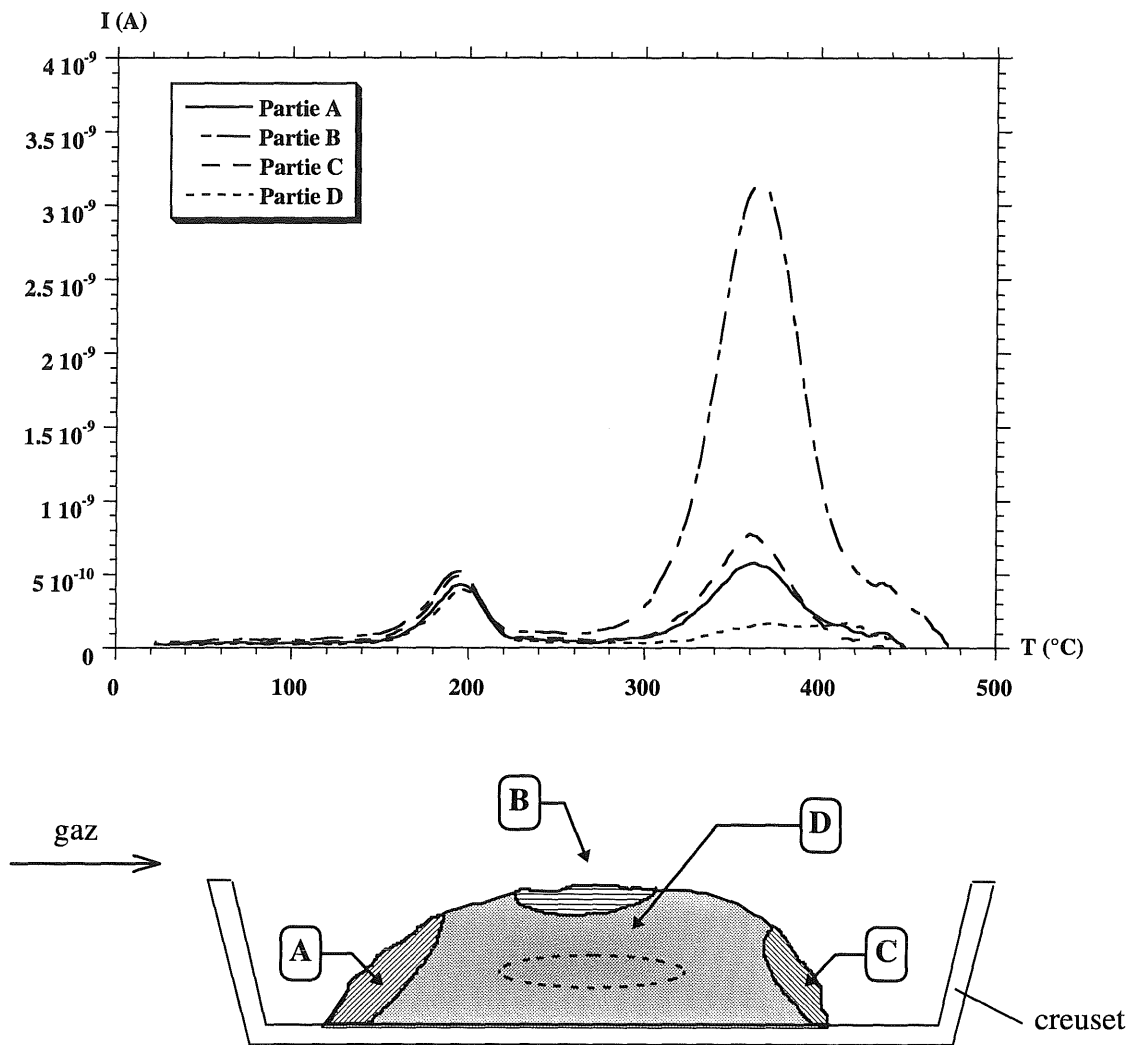 I (A)
4 10⁻⁹
3.5 10⁻⁹
3 10⁻⁹
2.5 10⁻⁹
2 10⁻⁹
1.5 10⁻⁹
1 10⁻⁹
5 10⁻¹⁰
0
Partie A
Partie B
Partie C
Partie D
T (°C)
0 100 200 300 400 500
B
D
gaz
A
C
creuset